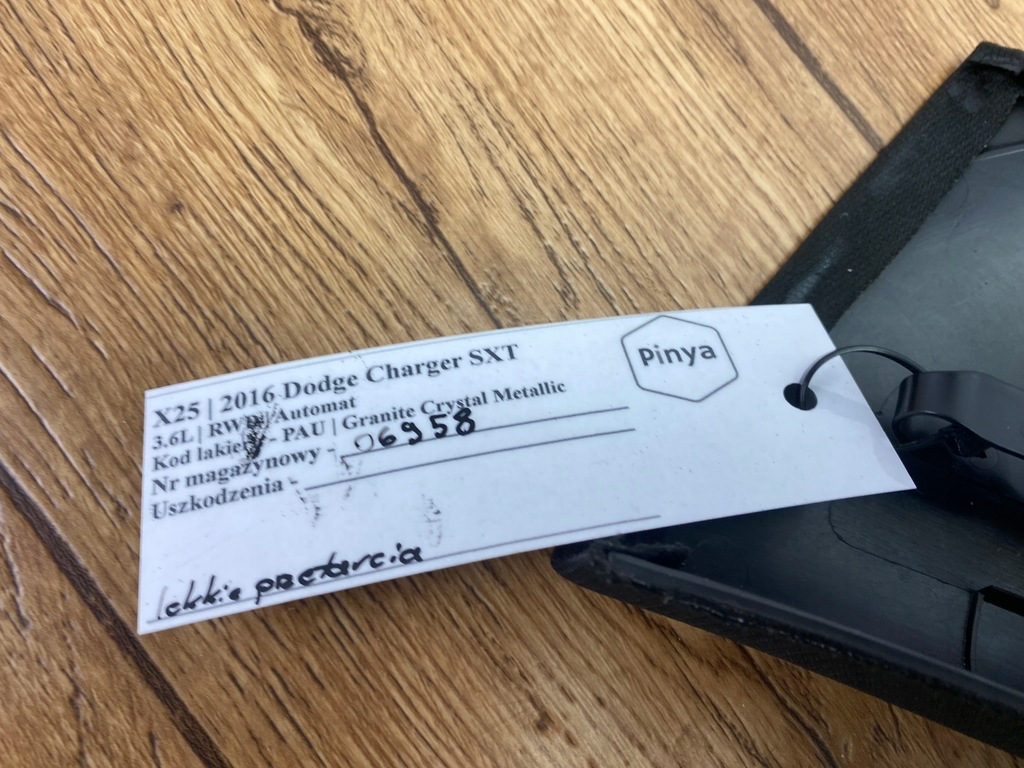 X25 | 2016 Dodge Charger SXT
3.6L | RWD | Automat
Kod lakieru - PAU | Granite Crystal Metallic
Nr magazynowy - 06958
Uszkodzenia -
lekkie przetarcia
Pinya